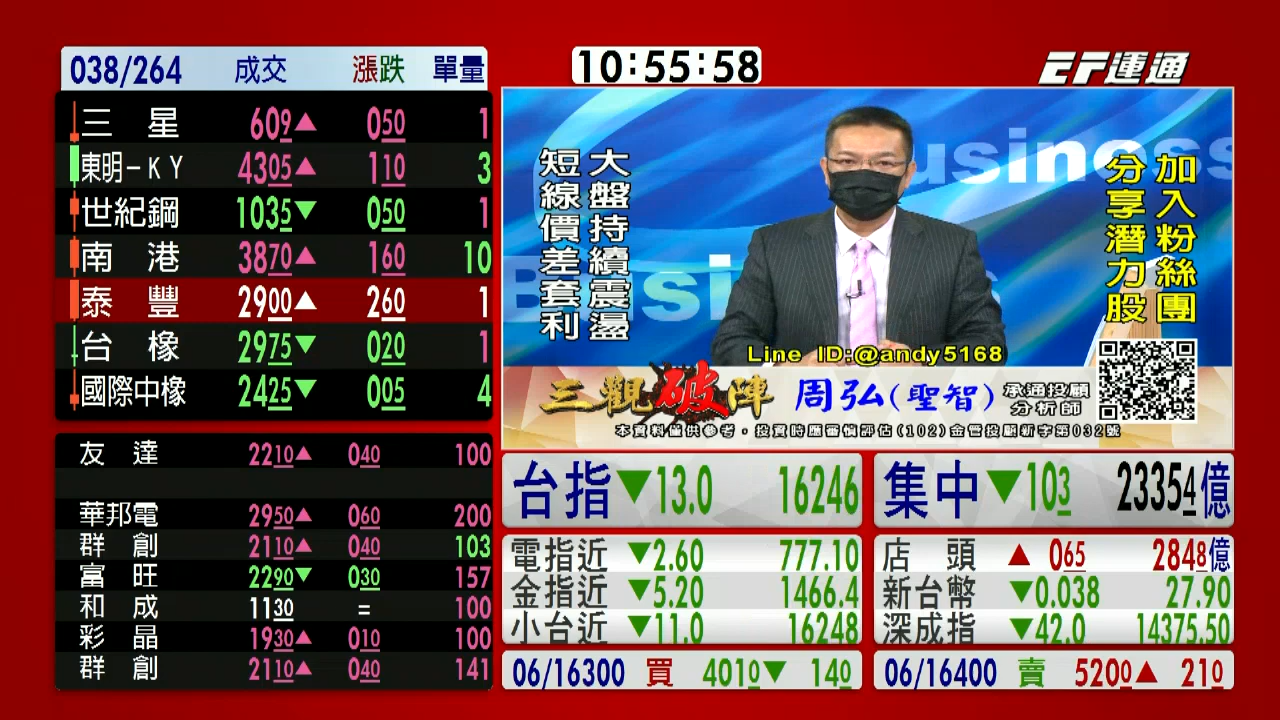 038/264 成交 漲跌 單量
三星 609▲ 050 1
東明-KY 4305▲ 110 3
世紀鋼 1035▼ 050 1
南港 3870▲ 160 10
泰豐 2900▲ 260 1
台橡 2975▼ 020 1
國際中橡 2425▼ 005 4
友達 2210▲ 040 100
華邦電 2950▲ 060 200
群創 2110▲ 040 103
富旺 2290▼ 030 157
和成 1130 = 100
彩晶 1930▲ 010 100
群創 2110▲ 040 141
10:55:58
EF運通
大盤持續震盪
短線價差套利
Business
Business
加入粉絲團
分享潛力股
Line ID:@andy5168
三觀破陣 周弘(聖智) 承通投顧
分析師
本資料僅供參考,投資時應審慎評估(102)金管投顧新字第032號
台指▼13.0 16246
集中▼103 23354億
電指近▼2.60 777.10
金指近▼5.20 1466.4
小台近▼11.0 16248
店頭▲065 2848億
新台幣▼0.038 27.90
深成指▼42.0 14375.50
06/16300 買 4010▼ 140
06/16400 賣 5200▲ 210